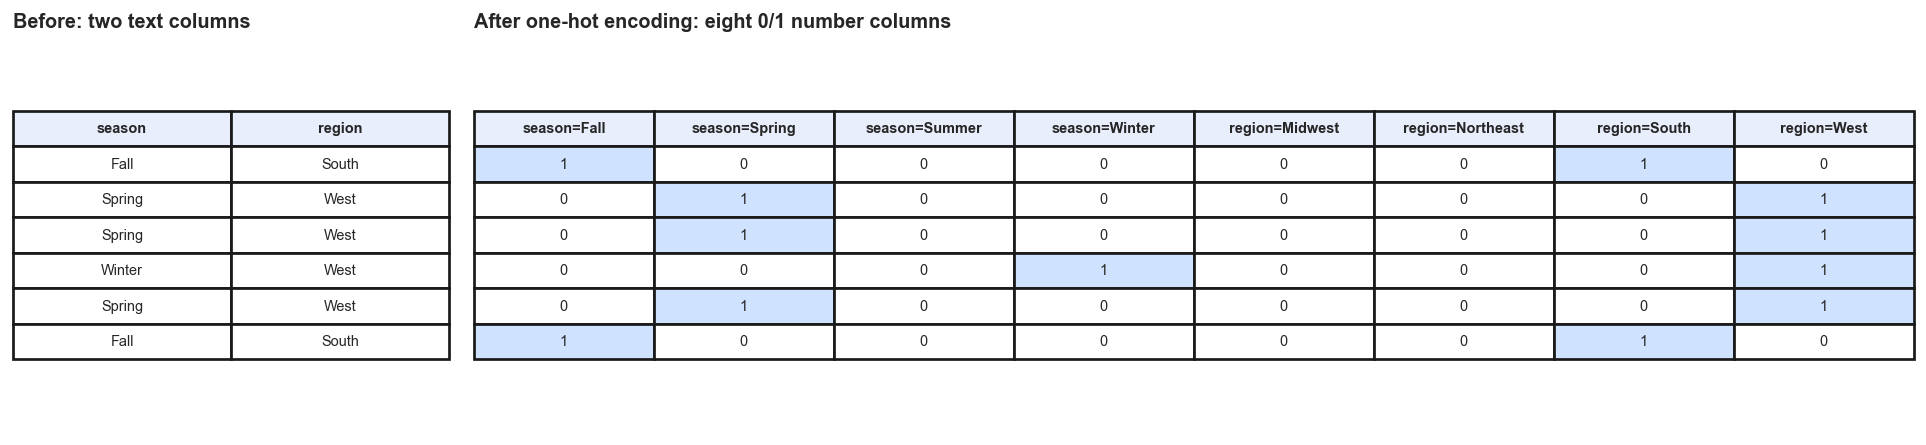 Before: two text columns
After one-hot encoding: eight 0/1 number columns
season region
Fall South
Spring West
Spring West
Winter West
Spring West
Fall South
season=Fall season=Spring season=Summer season=Winter region=Midwest region=Northeast region=South region=West
1 0 0 0 0 0 1 0
0 1 0 0 0 0 0 1
0 1 0 0 0 0 0 1
0 0 0 1 0 0 0 1
0 1 0 0 0 0 0 1
1 0 0 0 0 0 1 0